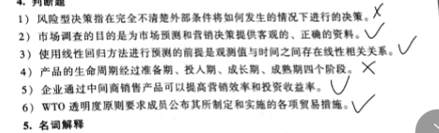 4. 判断题
1）风险型决策指在完全不清楚外部条件将如何发生的情况下进行的决策。✗
2）市场调查的目的是为市场预测和营销决策提供客观的、正确的资料。✓
3）使用线性回归方法进行预测的前提是观测值与时间之间存在线性相关关系。✓
4）产品的生命周期经过准备期、投入期、成长期、成熟期四个阶段。✗
5）企业通过中间商销售产品可以提高营销效率和投资收益率。✓
6）WTO 透明度原则要求成员公布其所制定和实施的各项贸易措施。✓
5. 名词解释